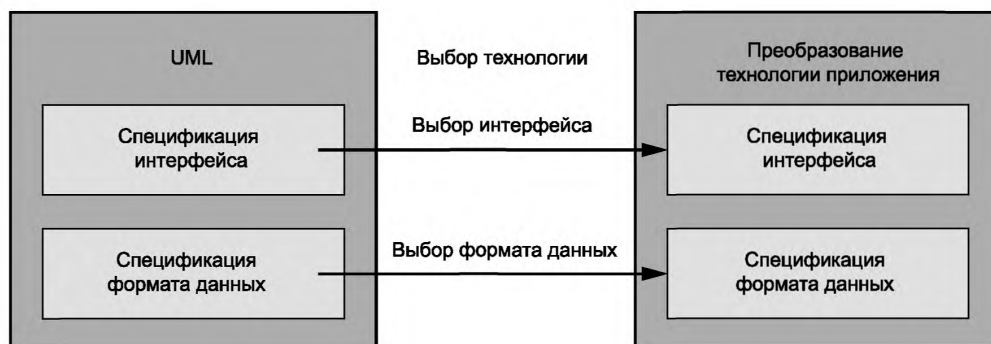 UML
Спецификация
интерфейса
Спецификация
формата данных
Выбор технологии
Выбор интерфейса
Выбор формата данных
Преобразование
технологии приложения
Спецификация
интерфейса
Спецификация
формата данных